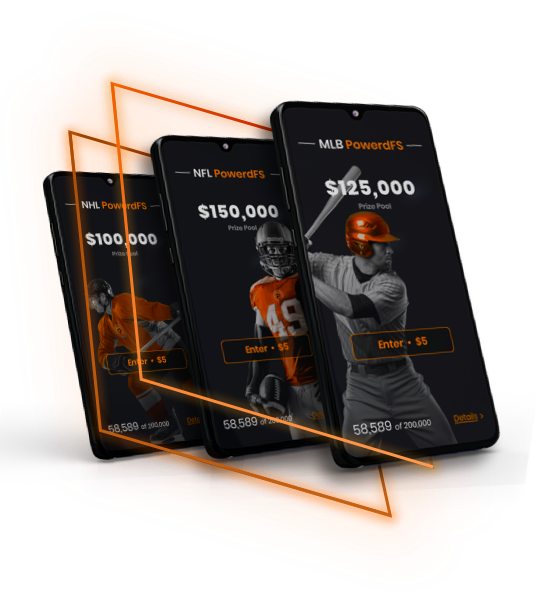 MLB PowerdFS
$125,000
Prize Pool
Enter • $5
58,589 of 200,000
Details >
NFL PowerdFS
$150,000
Prize Pool
49
Enter • $5
58,589 of 200,000
NHL PowerdFS
$100,000
Prize Pool
Enter • $5
58,589 of 200,000